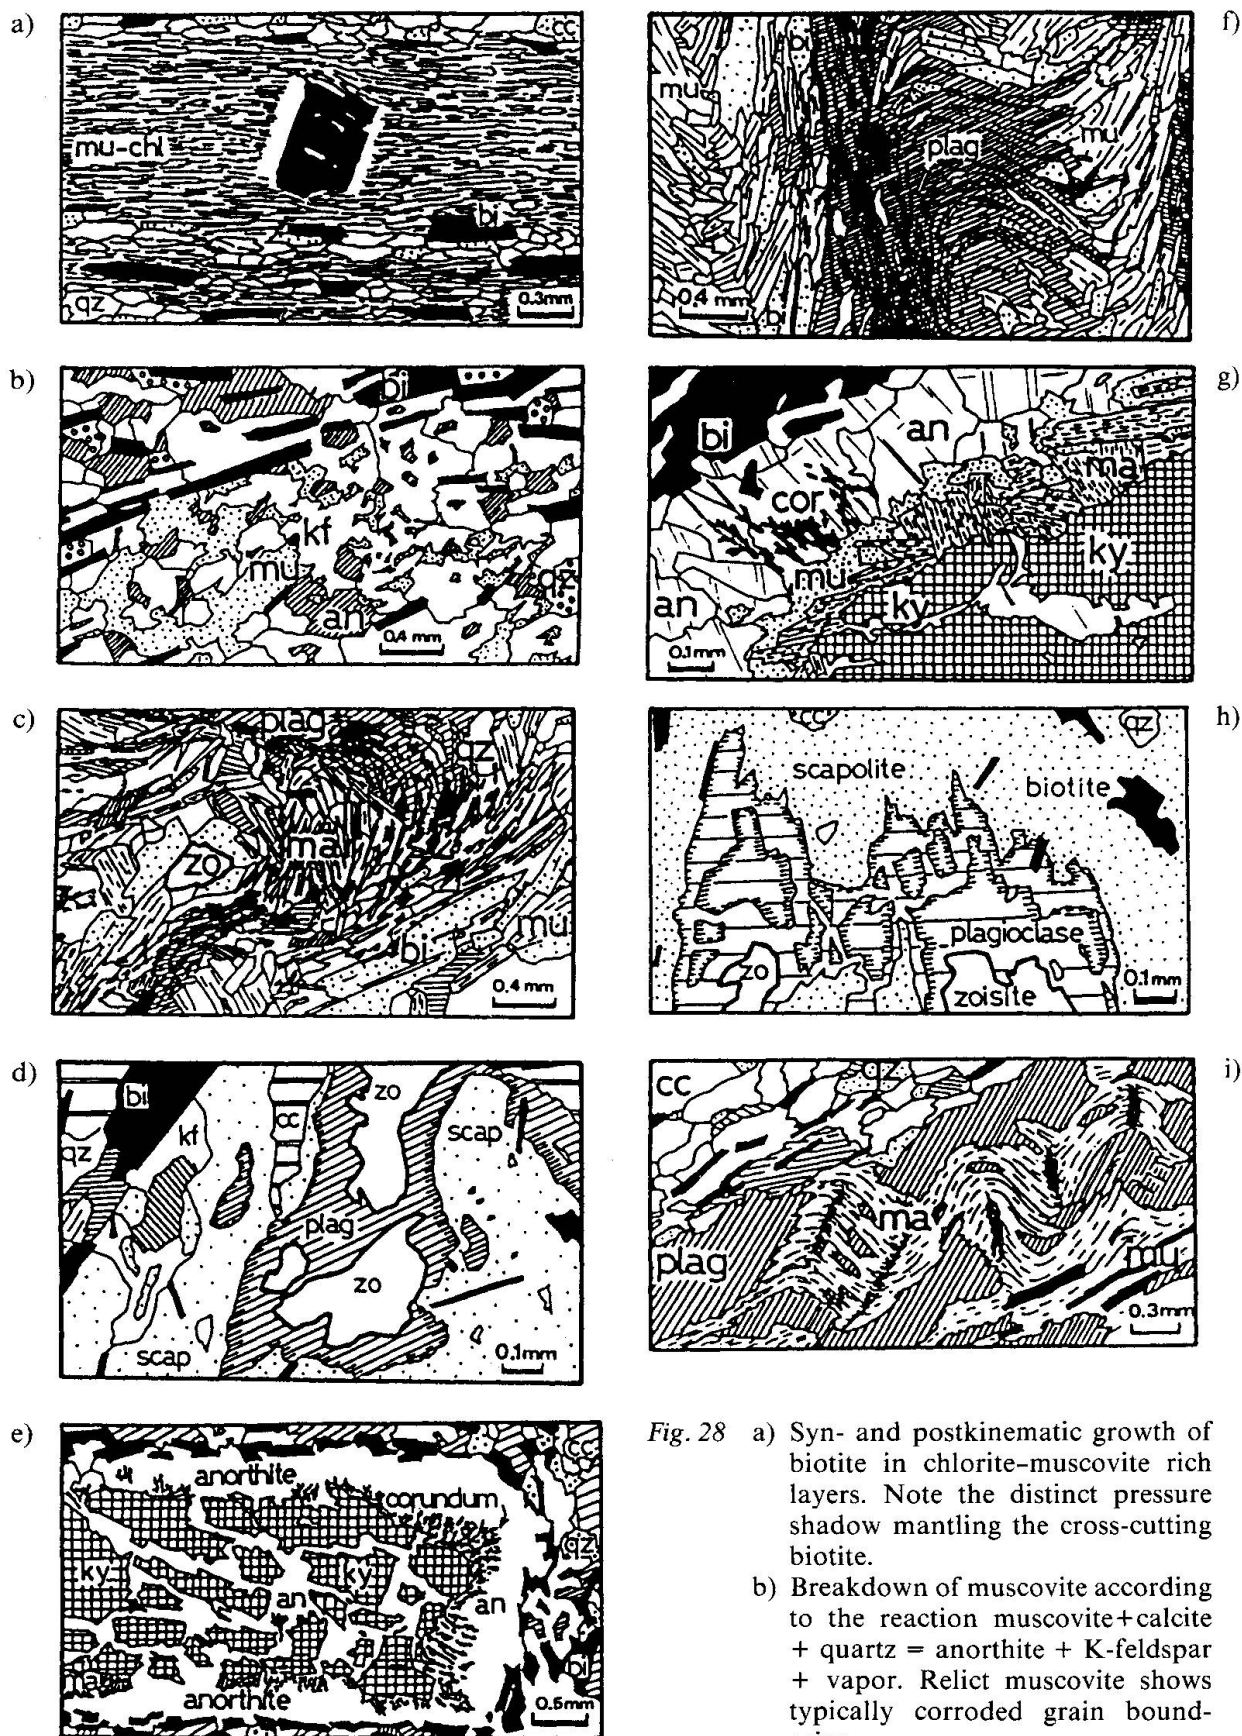 a)
cc
mu-chl
bi
qz
0.3mm
f)
bi
mu
plag
mu
0.4 mm
bi
b)
bi
kf
mu
qz
an
0.4 mm
g)
bi
an
ma
cor
ky
mu
ky
an
0.1mm
c)
plag
qz
ma
zo
bi
mu
0.4 mm
h)
cc
qz
scapolite
biotite
plagioclase
zo
zoisite
0.1mm
d)
bi
zo
cc
kf
scap
qz
plag
zo
scap
0.1mm
i)
cc
qz
ma
plag
mu
0.3mm
e)
cc
anorthite
corundum
qz
ky
ky
an
an
ma
bi
anorthite
0.5mm
Fig. 28 a) Syn- and postkinematic growth of
biotite in chlorite–muscovite rich
layers. Note the distinct pressure
shadow mantling the cross-cutting
biotite.
b) Breakdown of muscovite according
to the reaction muscovite+calcite
+ quartz = anorthite + K-feldspar
+ vapor. Relict muscovite shows
typically corroded grain bound-